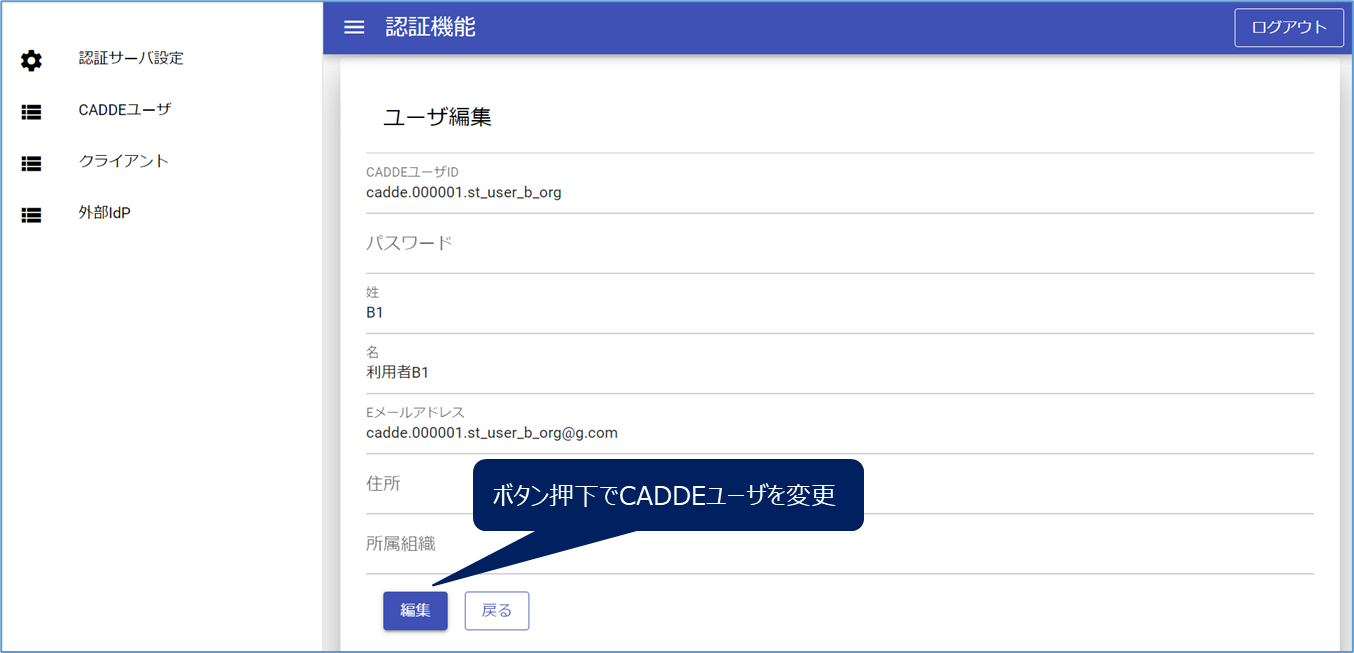 認証サーバ設定
CADDEユーザ
クライアント
外部IdP
認証機能
ログアウト
ユーザ編集
CADDEユーザID
cadde.000001.st_user_b_org
パスワード
姓
B1
名
利用者B1
Eメールアドレス
cadde.000001.st_user_b_org@g.com
住所
ボタン押下でCADDEユーザを変更
所属組織
編集
戻る